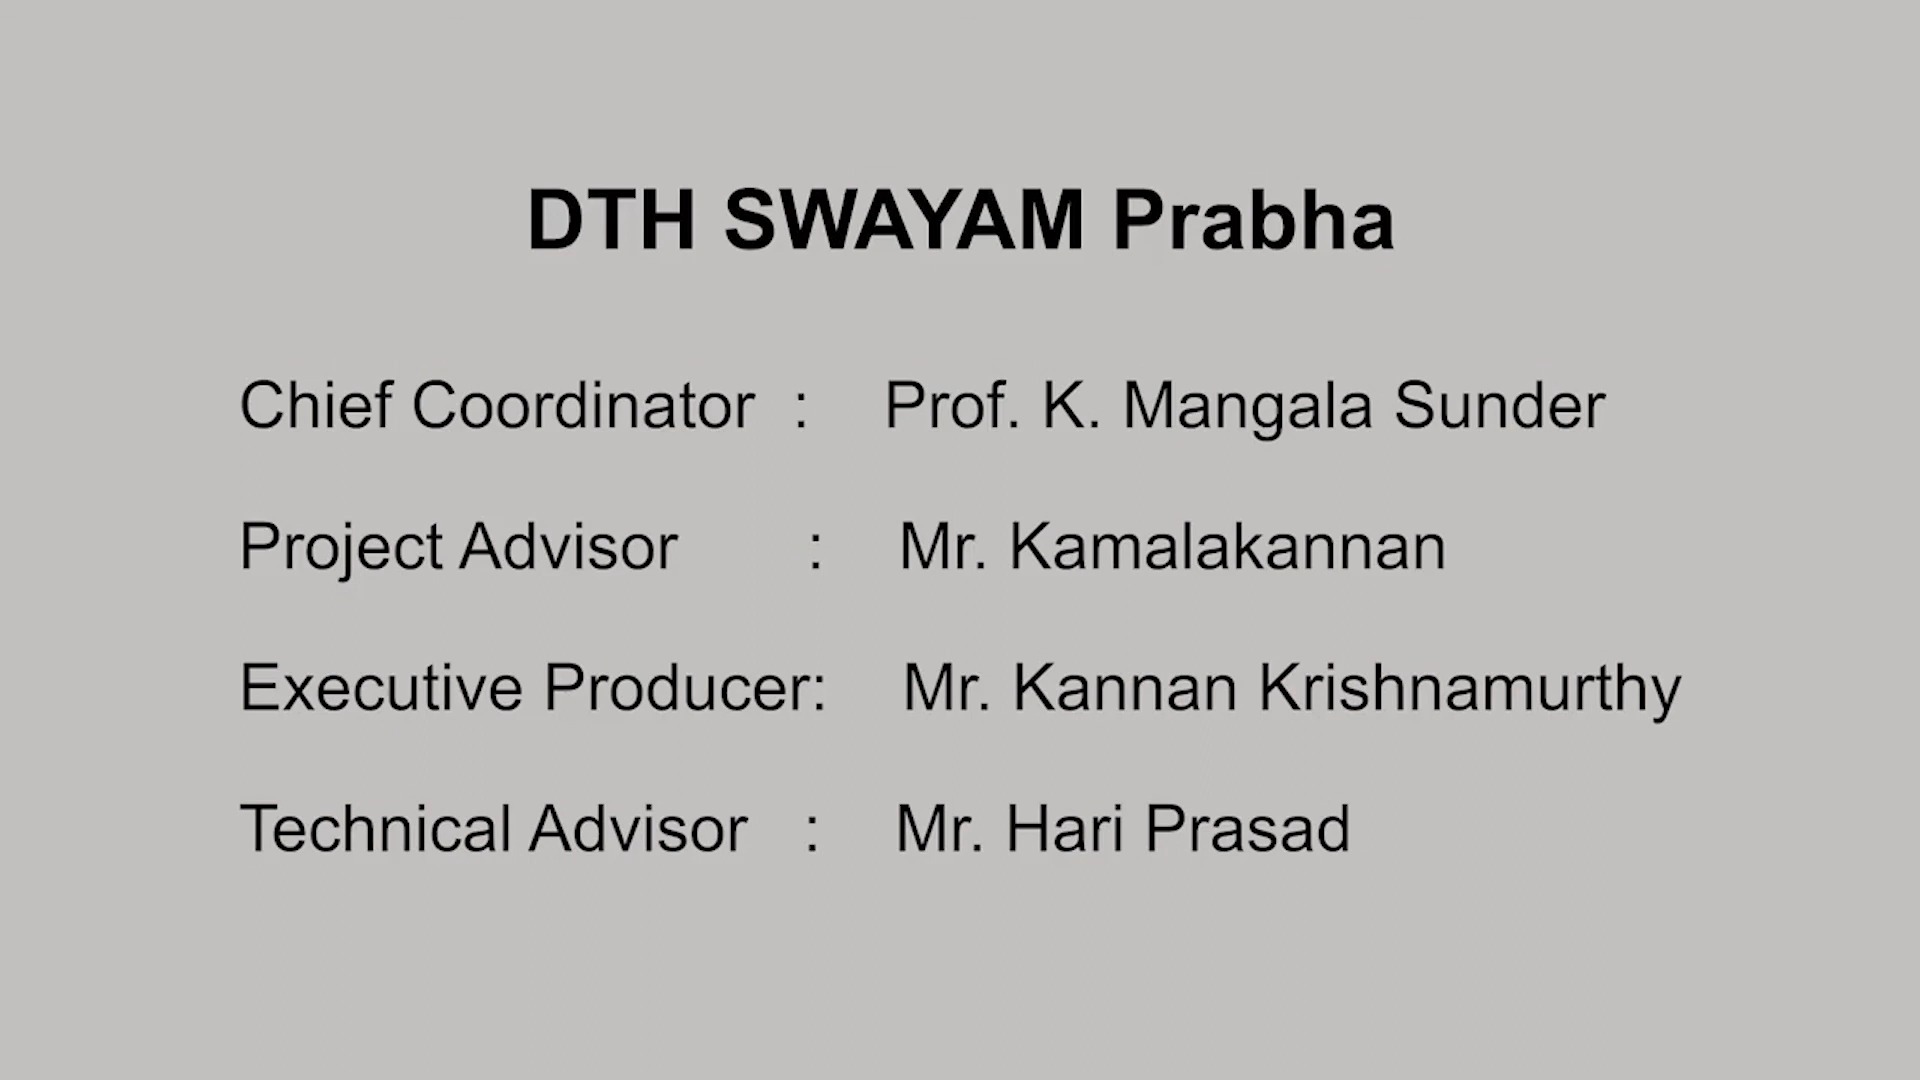 DTH SWAYAM Prabha
Chief Coordinator : Prof. K. Mangala Sunder
Project Advisor : Mr. Kamalakannan
Executive Producer: Mr. Kannan Krishnamurthy
Technical Advisor : Mr. Hari Prasad